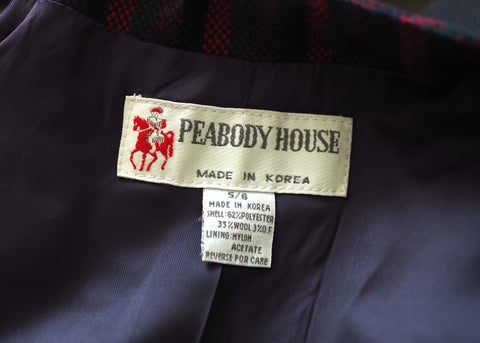 PEABODY HOUSE
MADE IN KOREA
5/6
MADE IN KOREA
SHELL: 62%POLYESTER
35%WOOL 3%O.F
LINING: NYLON
ACETATE
REVERSE FOR CARE